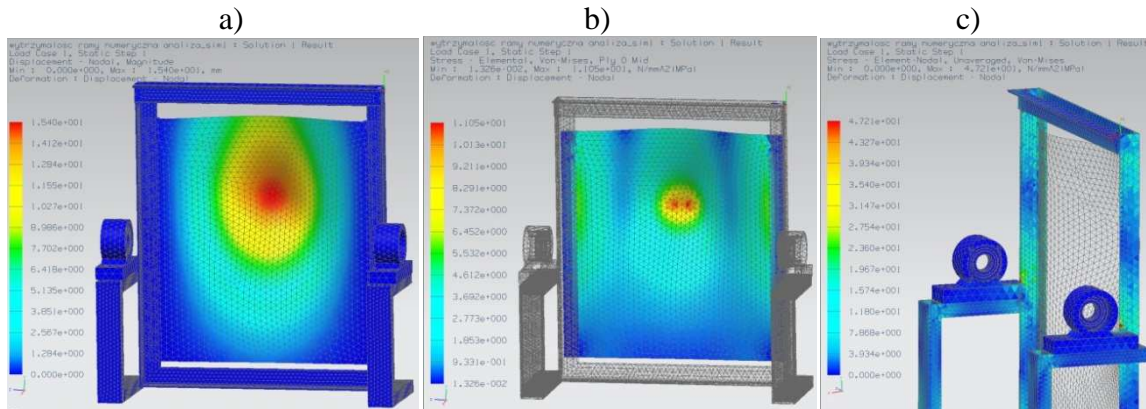 a)
b)
c)
wytrzymalosc ramy numeryczna analiza_sim1 : Solution 1 Result
Load Case 1, Static Step 1
Displacement - Nodal, Magnitude
Min : 0.000e+000, Max : 1.540e+001, mm
Deformation : Displacement - Nodal
1.540e+001
1.412e+001
1.284e+001
1.155e+001
1.027e+001
8.986e+000
7.702e+000
6.418e+000
5.135e+000
3.851e+000
2.567e+000
1.284e+000
0.000e+000
wytrzymalosc ramy numeryczna analiza_sim1 : Solution 1 Result
Load Case 1, Static Step 1
Stress - Elemental, Von-Mises, Ply 0 Mid
Min : 1.326e-002, Max : 1.105e+001, N/mm^2(MPa)
Deformation : Displacement - Nodal
1.105e+001
1.013e+001
9.211e+000
8.291e+000
7.372e+000
6.452e+000
5.532e+000
4.612e+000
3.692e+000
2.773e+000
1.853e+000
9.331e-001
1.326e-002
wytrzymalosc ramy numeryczna analiza_sim1 : Solution 1 Result
Load Case 1, Static Step 1
Stress - Element-Nodal, Unaveraged, Von-Mises
Min : 0.000e+000, Max : 4.721e+001, N/mm^2(MPa)
Deformation : Displacement - Nodal
4.721e+001
4.327e+001
3.934e+001
3.540e+001
3.147e+001
2.754e+001
2.360e+001
1.967e+001
1.574e+001
1.180e+001
7.868e+000
3.934e+000
0.000e+000